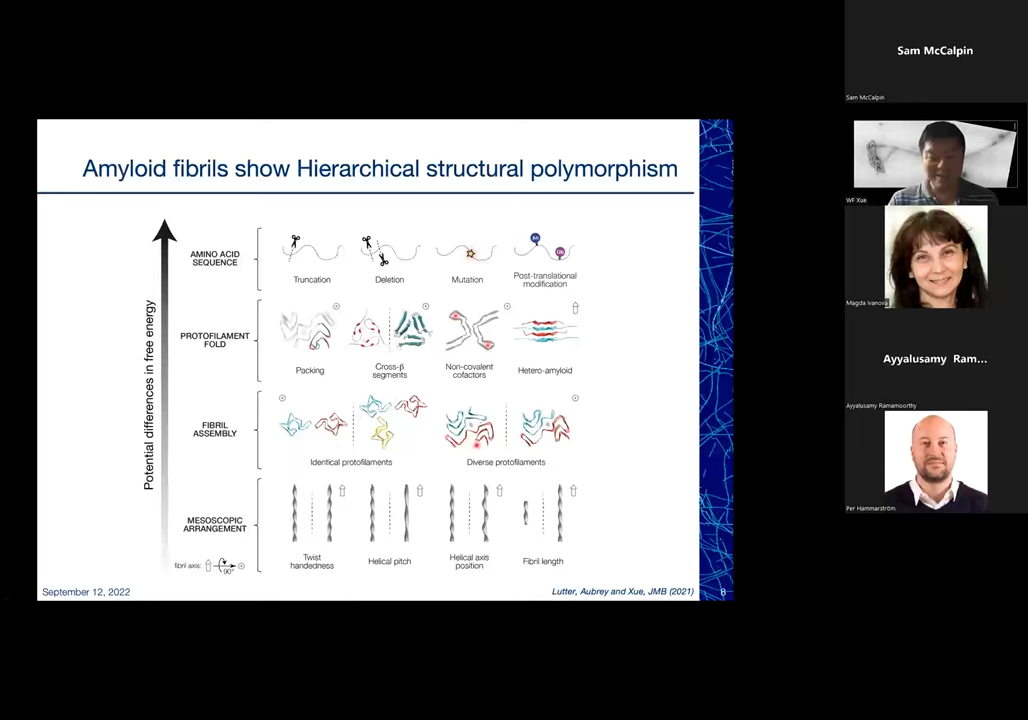 Amyloid fibrils show Hierarchical structural polymorphism
Potential differences in free energy
AMINO ACID
SEQUENCE
Truncation
Deletion
Mutation
Post-translational
modification
PROTOFILAMENT
FOLD
Packing
Cross-β
segments
Non-covalent
cofactors
Hetero-amyloid
FIBRIL
ASSEMBLY
Identical protofilaments
Diverse protofilaments
MESOSCOPIC
ARRANGEMENT
Twist
handedness
Helical pitch
Helical axis
position
Fibril length
fibril axis:
90°
September 12, 2022
Lutter, Aubrey and Xue, JMB (2021)
8
Sam McCalpin
Sam McCalpin
WF Xue
Magda Ivanova
Ayyalusamy Ram...
Ayyalusamy Ramamoorthy
Per Hammarström